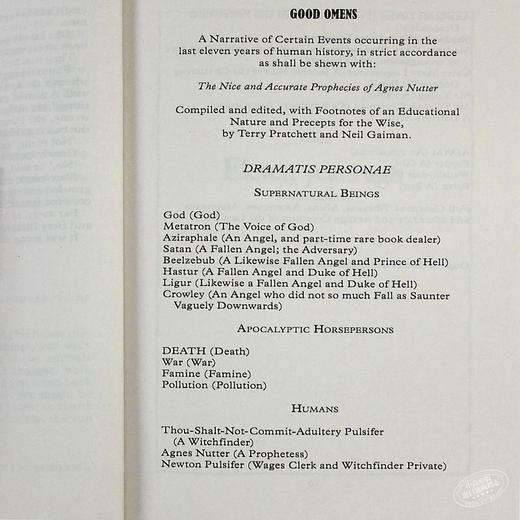 GOOD OMENS
A Narrative of Certain Events occurring in the
last eleven years of human history, in strict accordance
as shall be shewn with:
The Nice and Accurate Prophecies of Agnes Nutter
Compiled and edited, with Footnotes of an Educational
Nature and Precepts for the Wise,
by Terry Pratchett and Neil Gaiman.
DRAMATIS PERSONAE
SUPERNATURAL BEINGS
God (God)
Metatron (The Voice of God)
Aziraphale (An Angel, and part-time rare book dealer)
Satan (A Fallen Angel; the Adversary)
Beelzebub (A Likewise Fallen Angel and Prince of Hell)
Hastur (A Fallen Angel and Duke of Hell)
Ligur (Likewise a Fallen Angel and Duke of Hell)
Crowley (An Angel who did not so much Fall as Saunter
Vaguely Downwards)
APOCALYPTIC HORSEPERSONS
DEATH (Death)
War (War)
Famine (Famine)
Pollution (Pollution)
HUMANS
Thou-Shalt-Not-Commit-Adultery Pulsifer
(A Witchfinder)
Agnes Nutter (A Prophetess)
Newton Pulsifer (Wages Clerk and Witchfinder Private)